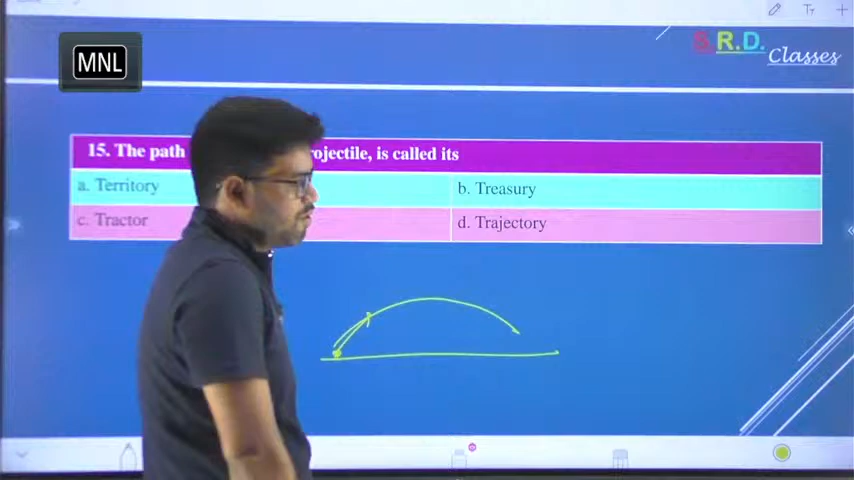 MNL
S.R.D.
Classes
15. The path rojectile, is called its
a. Territory
b. Treasury
c. Tractor
d. Trajectory